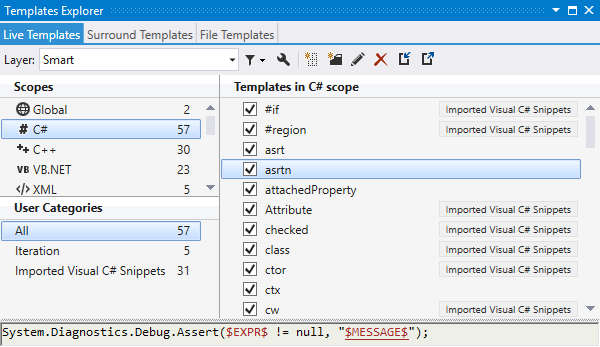 Templates Explorer
Live Templates Surround Templates File Templates
Layer: Smart
Scopes
Global 2
# C# 57
++ C++ 30
VB VB.NET 23
</> XML 5
User Categories
All 57
Iteration 5
Imported Visual C# Snippets 31
Templates in C# scope
#if Imported Visual C# Snippets
#region Imported Visual C# Snippets
asrt
asrtn
attachedProperty
Attribute Imported Visual C# Snippets
checked Imported Visual C# Snippets
class Imported Visual C# Snippets
ctor Imported Visual C# Snippets
ctx
cw Imported Visual C# Snippets
System.Diagnostics.Debug.Assert($EXPR$ != null, "$MESSAGE$");